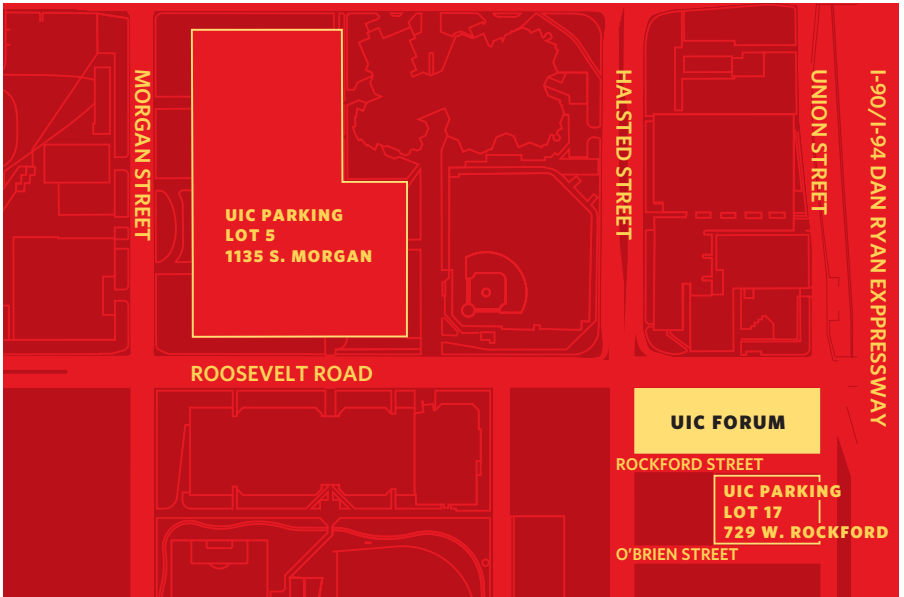 MORGAN STREET
HALSTED STREET
UNION STREET
I-90/I-94 DAN RYAN EXPPRESSWAY
UIC PARKING
LOT 5
1135 S. MORGAN
ROOSEVELT ROAD
UIC FORUM
ROCKFORD STREET
UIC PARKING
LOT 17
729 W. ROCKFORD
O'BRIEN STREET